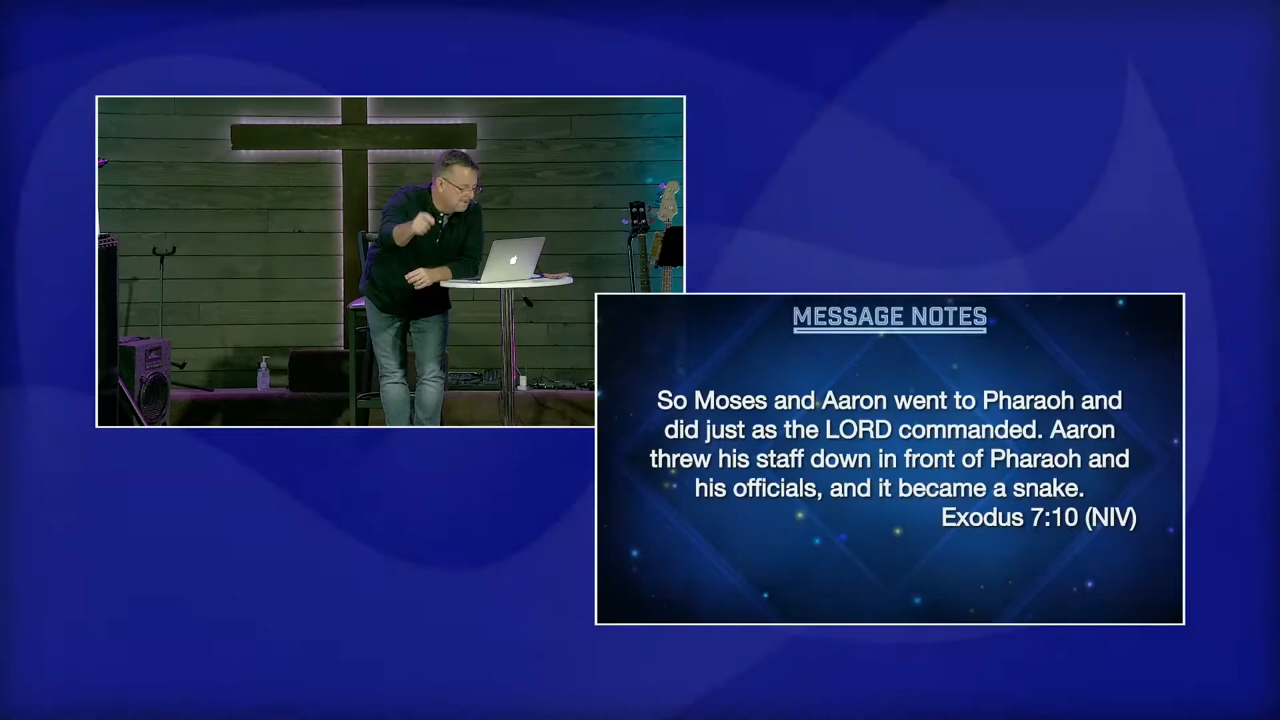 MESSAGE NOTES
So Moses and Aaron went to Pharaoh and
did just as the LORD commanded. Aaron
threw his staff down in front of Pharaoh and
his officials, and it became a snake.
Exodus 7:10 (NIV)